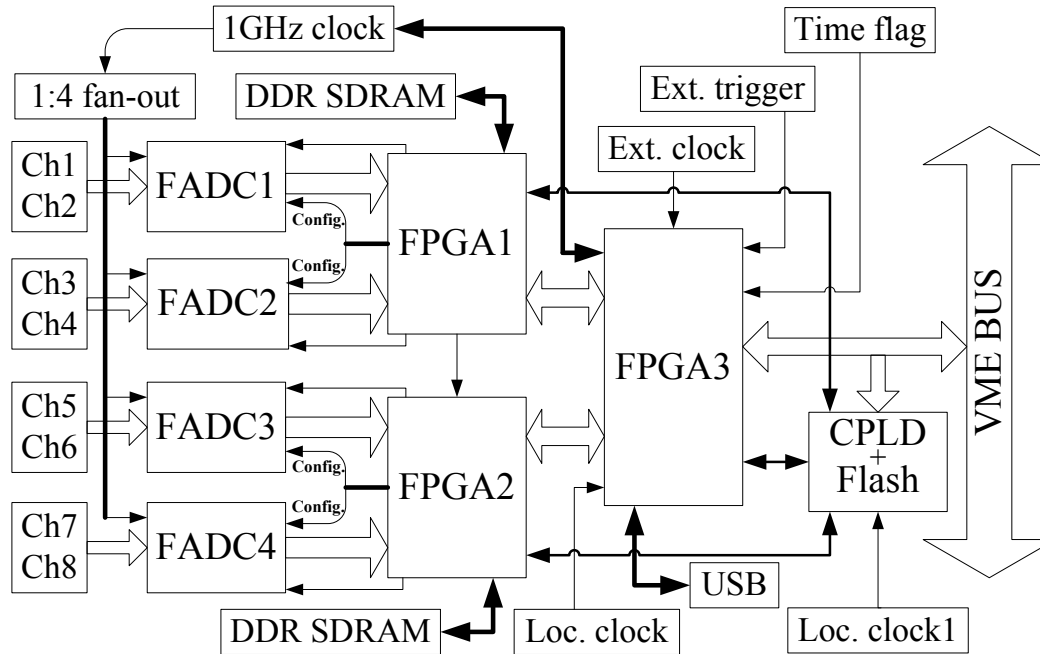 1GHz clock
Time flag
1:4 fan-out
DDR SDRAM
Ext. trigger
Ext. clock
Ch1
Ch2
FADC1
Config.
FPGA1
Config.
Ch3
Ch4
FADC2
FPGA3
VME BUS
Ch5
Ch6
FADC3
Config.
FPGA2
Config.
CPLD
+
Flash
Ch7
Ch8
FADC4
USB
DDR SDRAM
Loc. clock
Loc. clock1